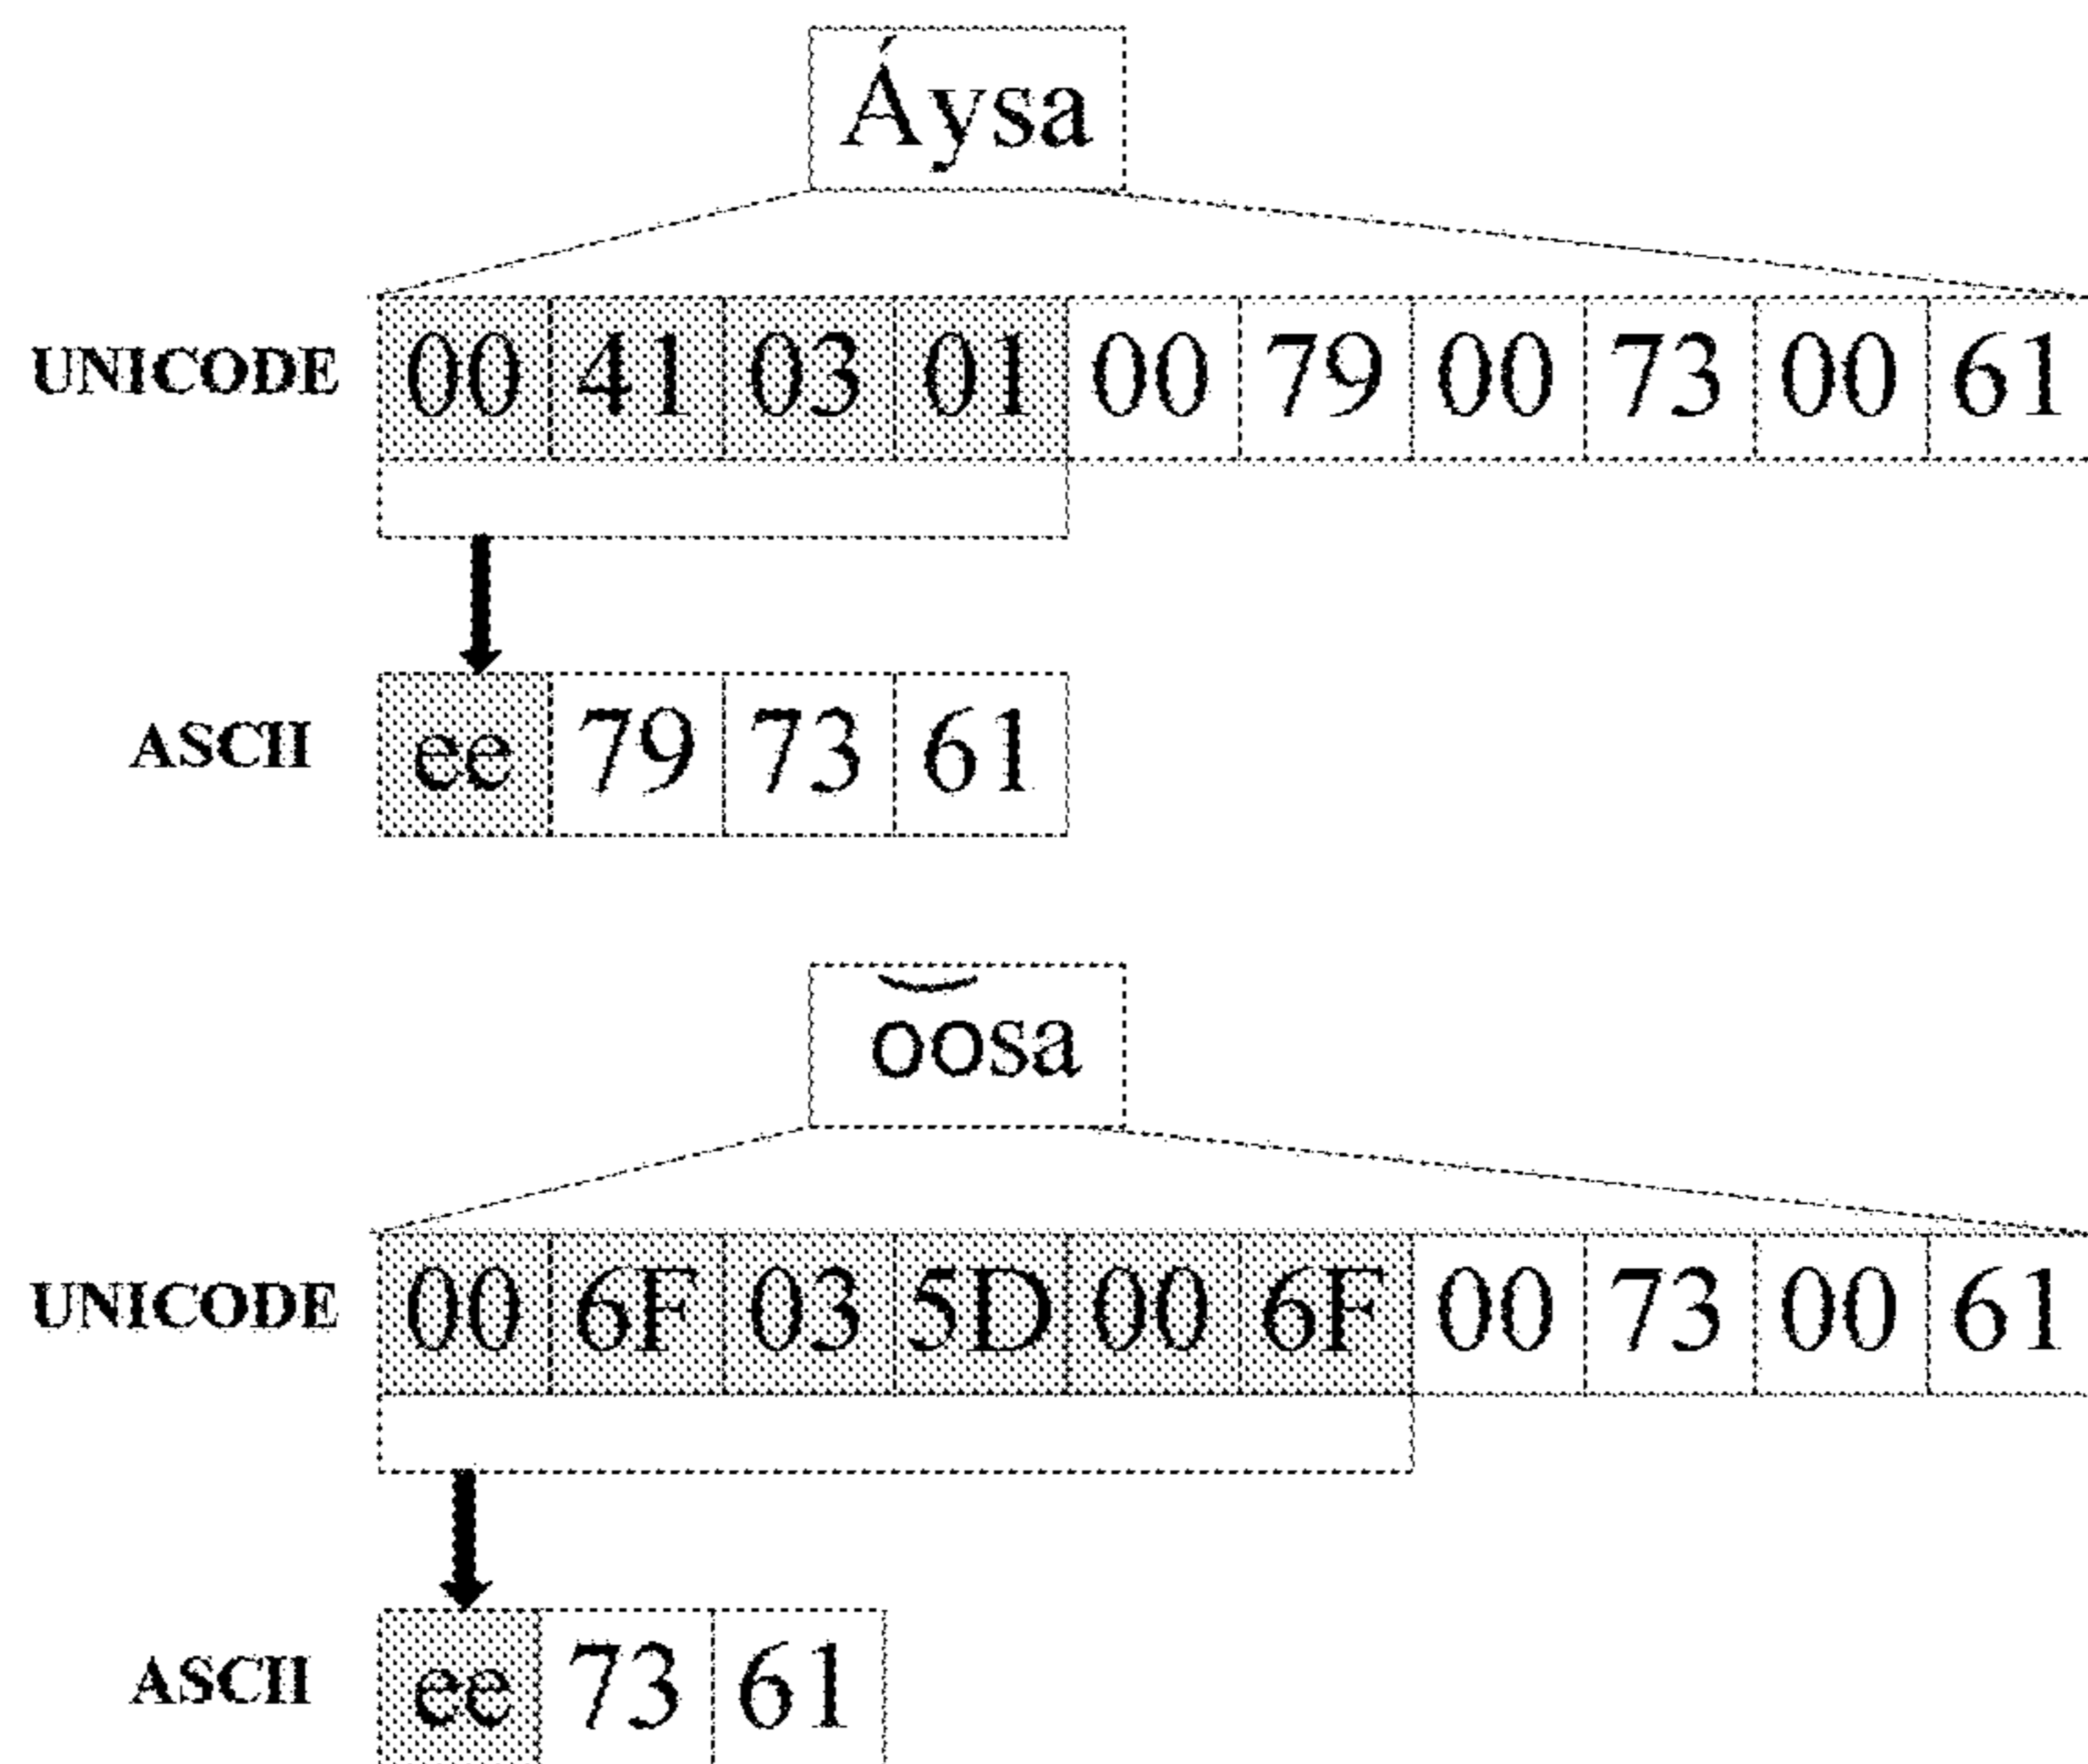 Áysa
UNICODE 00 41 03 01 00 79 00 73 00 61
ASCII ee 79 73 61
o͝osa
UNICODE 00 6F 03 5D 00 6F 00 73 00 61
ASCII ee 73 61